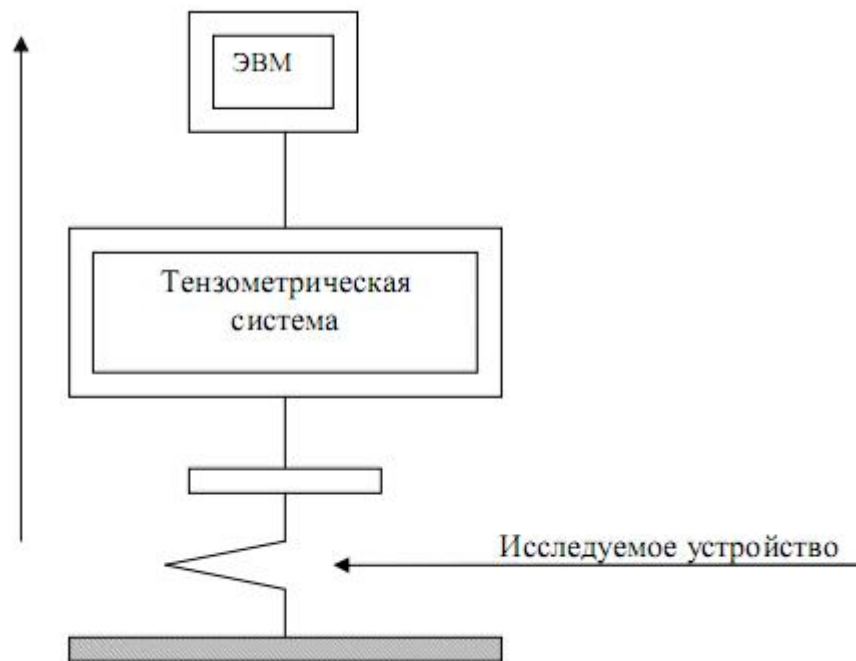 ЭВМ
Тензометрическая
система
Исследуемое устройство